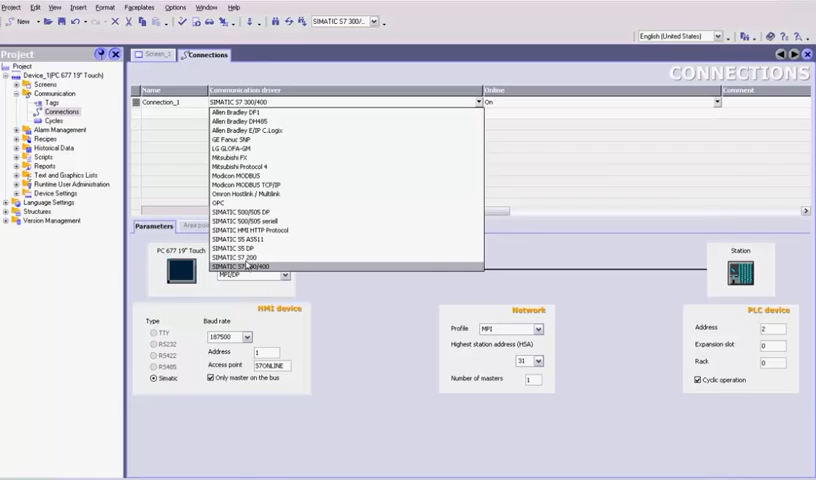 Project Edit View Insert Format Faceplates Options Window Help
New SIMATIC S7 300/...
English (United States)
Project
Screen_1 Connections
Project
Device_1(PC 677 19" Touch)
Screens
Communication
Tags
Connections
Cycles
Alarm Management
Recipes
Historical Data
Scripts
Reports
Text and Graphics Lists
Runtime User Administration
Device Settings
Language Settings
Structures
Version Management
CONNECTIONS
Name Communication driver Online Comment
Connection_1 SIMATIC S7 300/400 On
Allen Bradley DF1
Allen Bradley DH485
Allen Bradley E/IP C.Logix
GE Fanuc SNP
LG GLOFA-GM
Mitsubishi FX
Mitsubishi Protocol 4
Modicon MODBUS
Modicon MODBUS TCP/IP
Omron Hostlink / Multilink
OPC
SIMATIC 500/505 DP
SIMATIC 500/505 seriell
SIMATIC HMI HTTP Protocol
SIMATIC S5 AS511
SIMATIC S5 DP
SIMATIC S7 200
SIMATIC S7 300/400
Parameters Area poin
PC 677 19" Touch
MPI/DP
Station
HMI device
Type
TTY
RS232
RS422
RS485
Simatic
Baud rate
187500
Address 1
Access point S7ONLINE
Only master on the bus
Network
Profile MPI
Highest station address (HSA)
31
Number of masters 1
PLC device
Address 2
Expansion slot 0
Rack 0
Cyclic operation